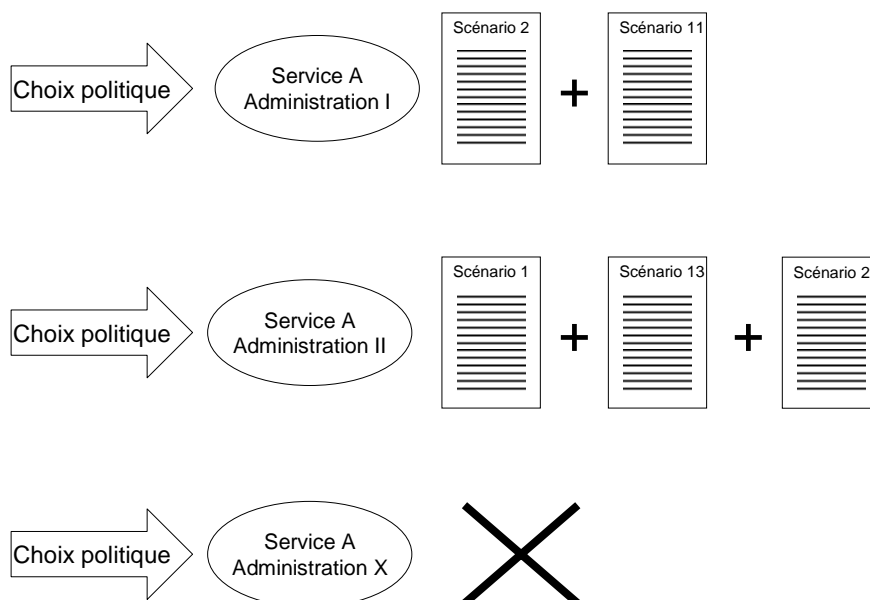 Choix politique
Service A
Administration I
Scénario 2
+
Scénario 11
Choix politique
Service A
Administration II
Scénario 1
+
Scénario 13
+
Scénario 2
Choix politique
Service A
Administration X